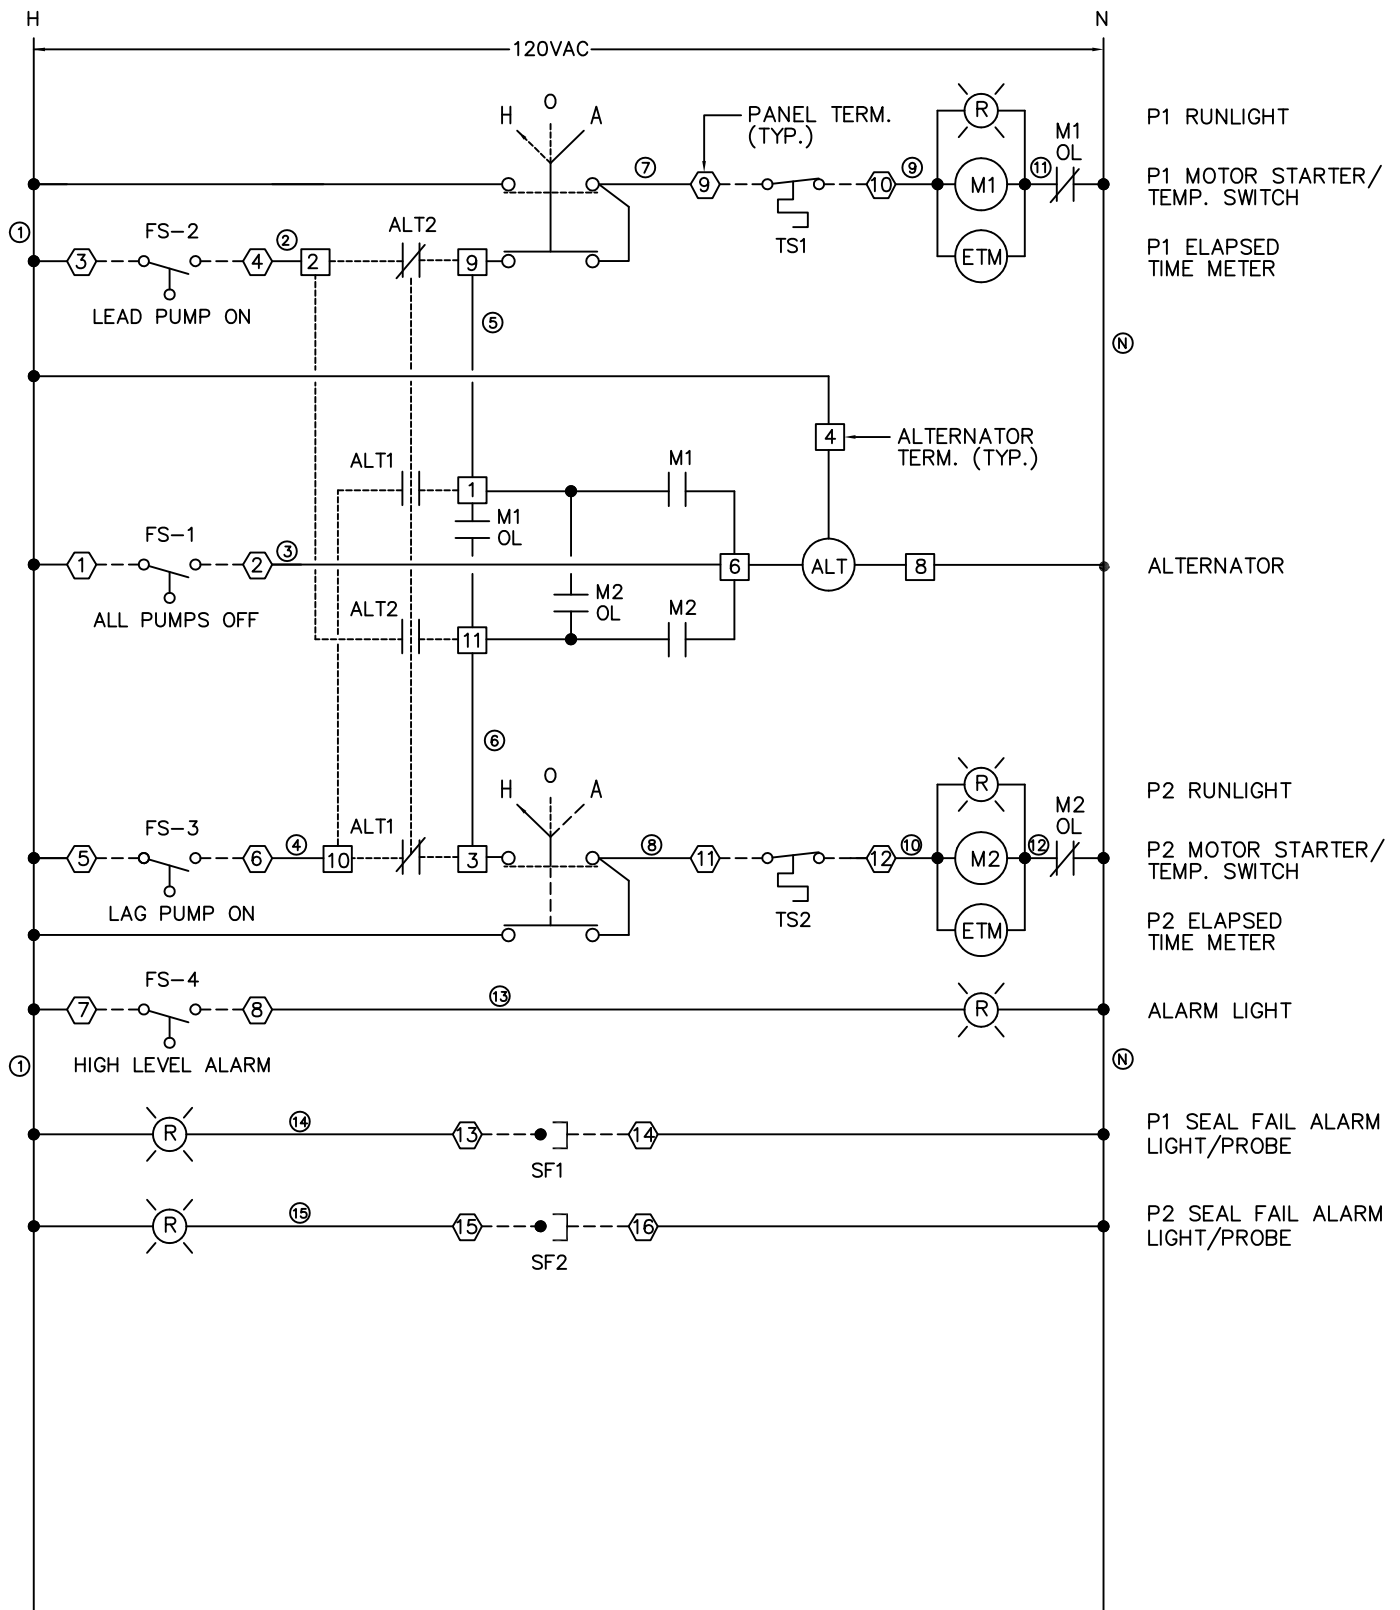 H
N
120VAC
H O A
PANEL TERM.
(TYP.)
R
P1 RUNLIGHT
M1
OL
7
9
10
9
M1
11
P1 MOTOR STARTER/
TEMP. SWITCH
TS1
1
FS-2
3
4
2
2
ALT2
9
ETM
P1 ELAPSED
TIME METER
LEAD PUMP ON
5
N
4
ALTERNATOR
TERM. (TYP.)
ALT1
1
M1
M1
OL
FS-1
1
2
3
6
ALT
8
ALTERNATOR
ALL PUMPS OFF
M2
OL
ALT2
11
M2
6
H O A
R
P2 RUNLIGHT
M2
OL
FS-3
5
6
4
10
ALT1
3
8
11
12
10
M2
12
P2 MOTOR STARTER/
TEMP. SWITCH
TS2
LAG PUMP ON
ETM
P2 ELAPSED
TIME METER
FS-4
7
8
13
R
ALARM LIGHT
HIGH LEVEL ALARM
1
N
R
14
13
14
SF1
P1 SEAL FAIL ALARM
LIGHT/PROBE
R
15
15
16
SF2
P2 SEAL FAIL ALARM
LIGHT/PROBE